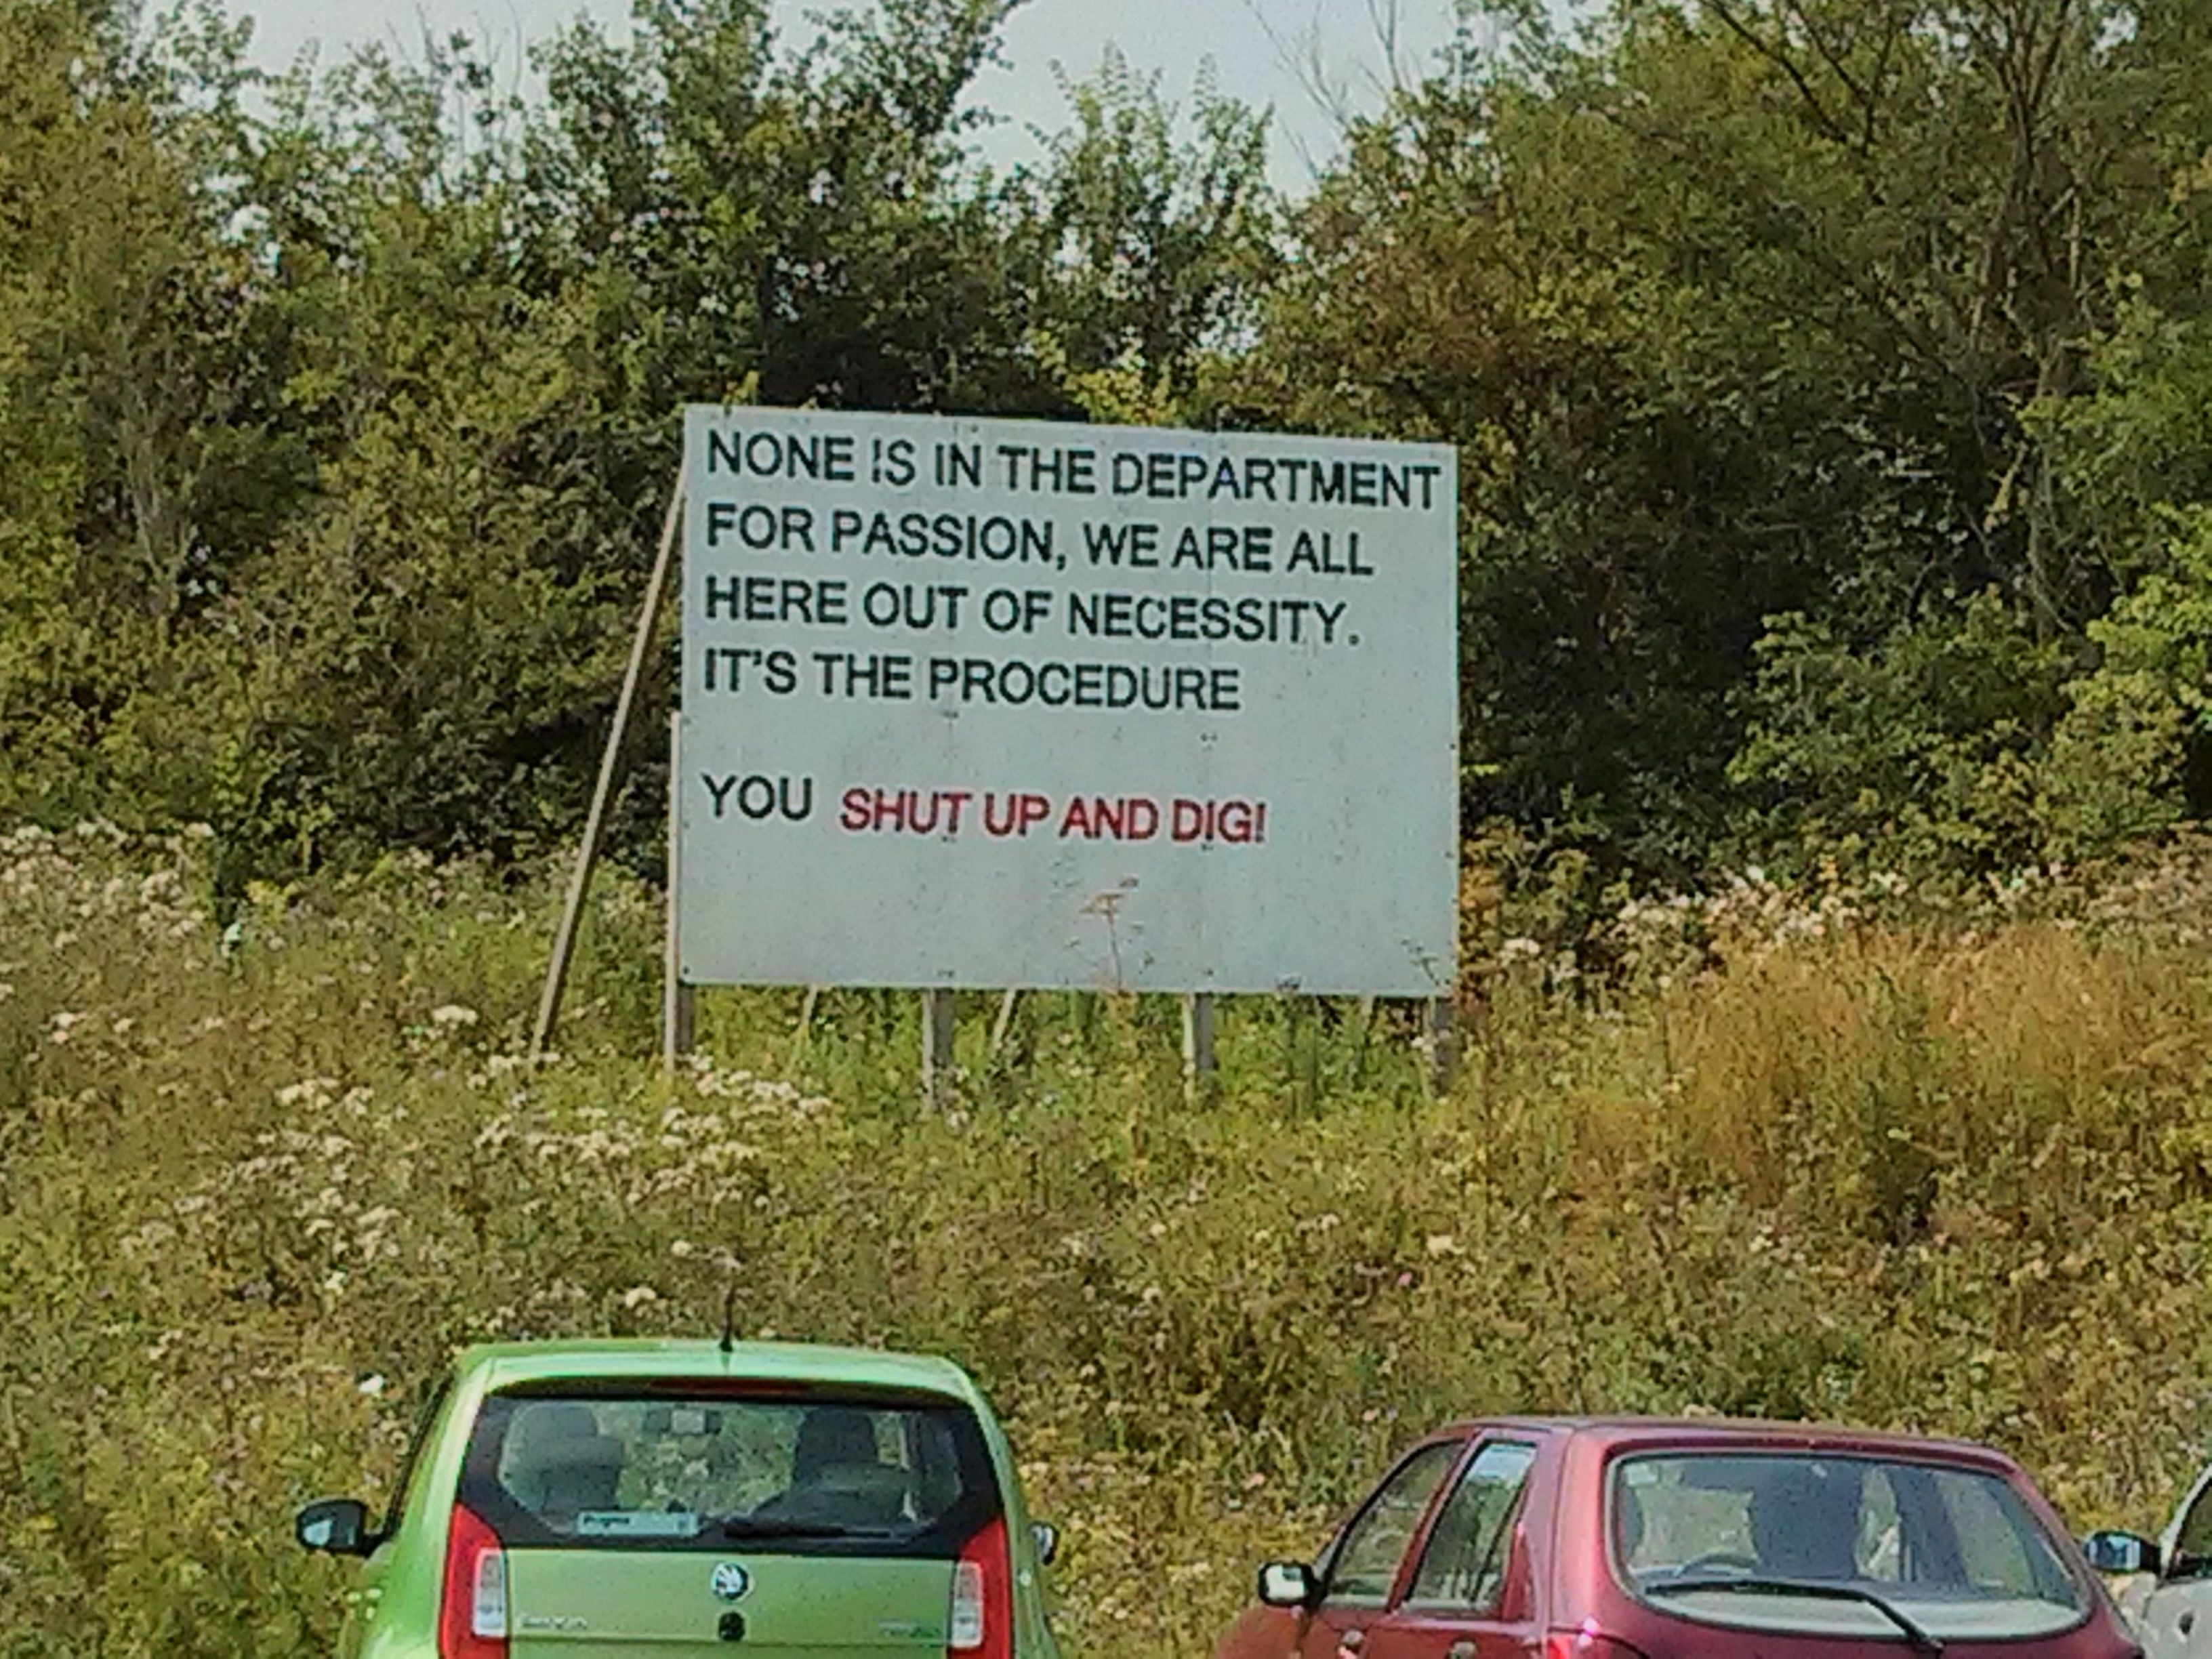 NONE IS IN THE DEPARTMENT
FOR PASSION, WE ARE ALL
HERE OUT OF NECESSITY.
IT'S THE PROCEDURE
YOU SHUT UP AND DIG!